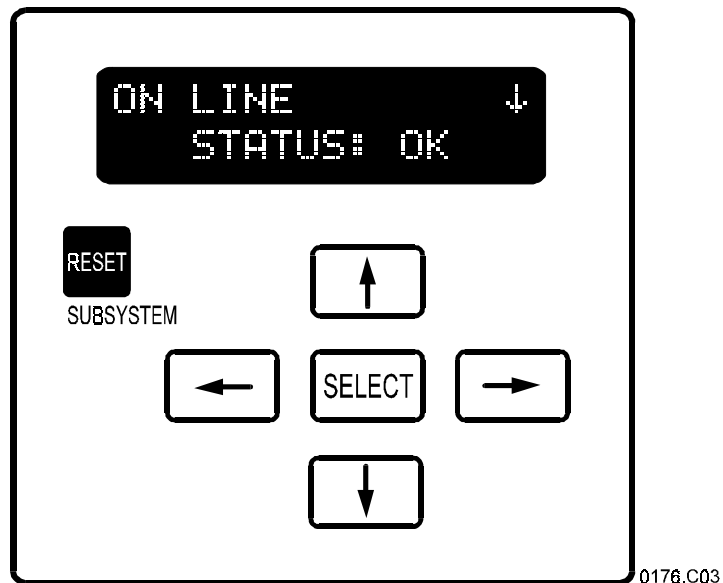 ON LINE ↓
STATUS: OK
RESET
SUBSYSTEM
↑
← SELECT →
↓
0176.C03